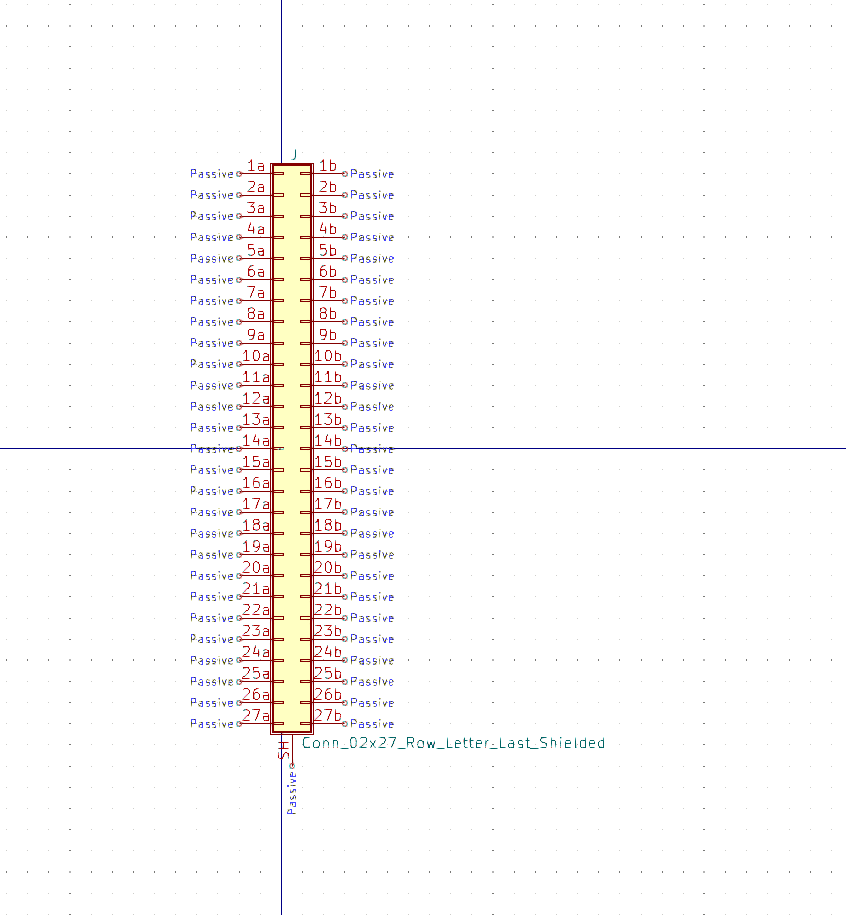 J
Passive 1a 1b Passive
Passive 2a 2b Passive
Passive 3a 3b Passive
Passive 4a 4b Passive
Passive 5a 5b Passive
Passive 6a 6b Passive
Passive 7a 7b Passive
Passive 8a 8b Passive
Passive 9a 9b Passive
Passive 10a 10b Passive
Passive 11a 11b Passive
Passive 12a 12b Passive
Passive 13a 13b Passive
Passive 14a 14b Passive
Passive 15a 15b Passive
Passive 16a 16b Passive
Passive 17a 17b Passive
Passive 18a 18b Passive
Passive 19a 19b Passive
Passive 20a 20b Passive
Passive 21a 21b Passive
Passive 22a 22b Passive
Passive 23a 23b Passive
Passive 24a 24b Passive
Passive 25a 25b Passive
Passive 26a 26b Passive
Passive 27a 27b Passive
SH Conn_02x27_Row_Letter_Last_Shielded
Passive